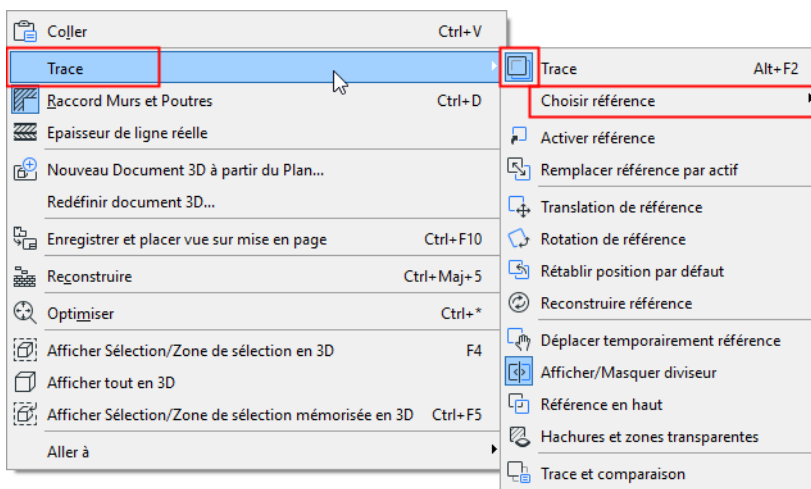 Coller Ctrl+V
Trace
Raccord Murs et Poutres Ctrl+D
Epaisseur de ligne réelle
Nouveau Document 3D à partir du Plan...
Redéfinir document 3D...
Enregistrer et placer vue sur mise en page Ctrl+F10
Reconstruire Ctrl+Maj+5
Optimiser Ctrl+*
Afficher Sélection/Zone de sélection en 3D F4
Afficher tout en 3D
Afficher Sélection/Zone de sélection mémorisée en 3D Ctrl+F5
Aller à
Trace Alt+F2
Choisir référence
Activer référence
Remplacer référence par actif
Translation de référence
Rotation de référence
Rétablir position par défaut
Reconstruire référence
Déplacer temporairement référence
Afficher/Masquer diviseur
Référence en haut
Hachures et zones transparentes
Trace et comparaison